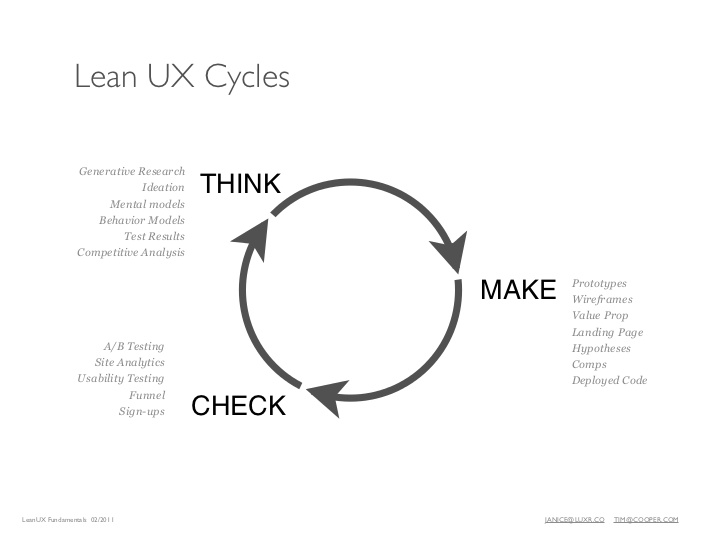 Lean UX Cycles
Generative Research
Ideation
Mental models
Behavior Models
Test Results
Competitive Analysis
THINK
MAKE
Prototypes
Wireframes
Value Prop
Landing Page
Hypotheses
Comps
Deployed Code
A/B Testing
Site Analytics
Usability Testing
Funnel
Sign-ups
CHECK
LeanUX Fundamentals 02/2011
JANICE@LUXR.CO TIM@COOPER.COM